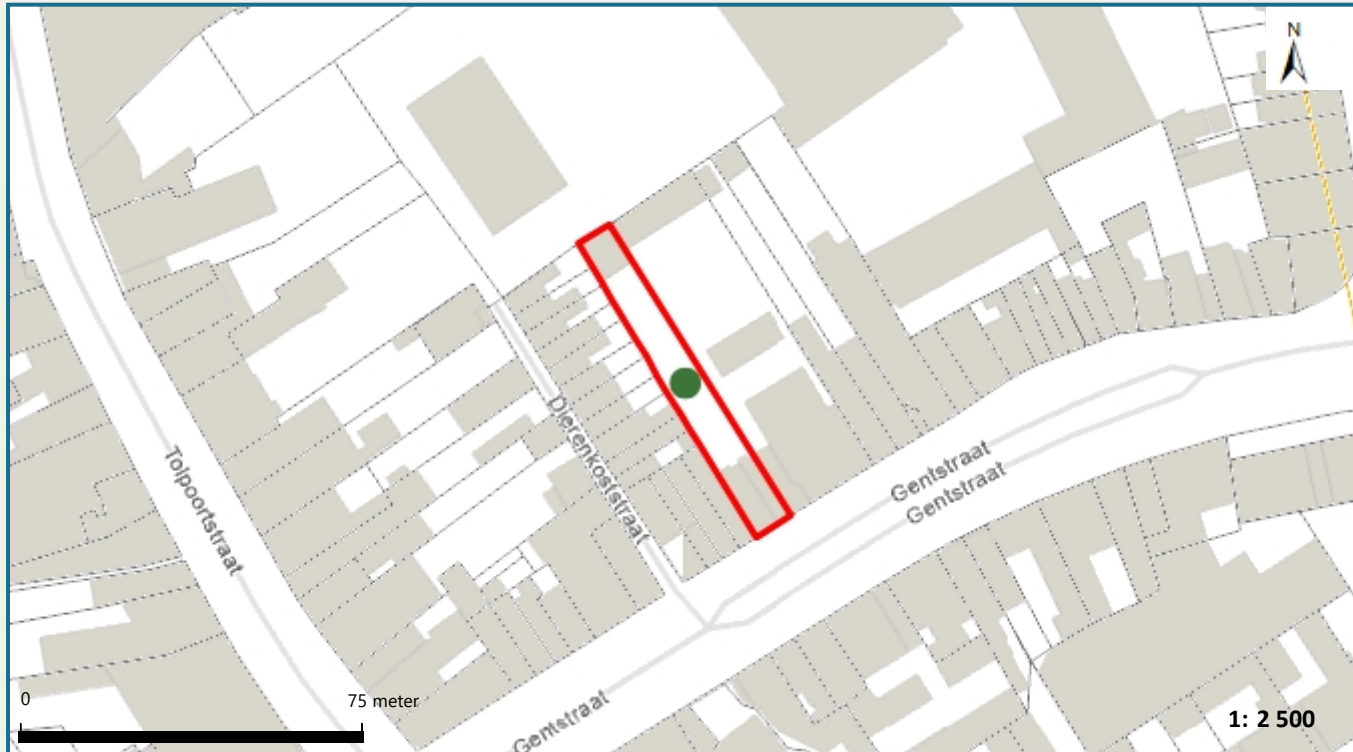 N
Dierenkoststraat
Tolpoortstraat
Gentstraat
Gentstraat
Gentstraat
0 75 meter
1: 2 500